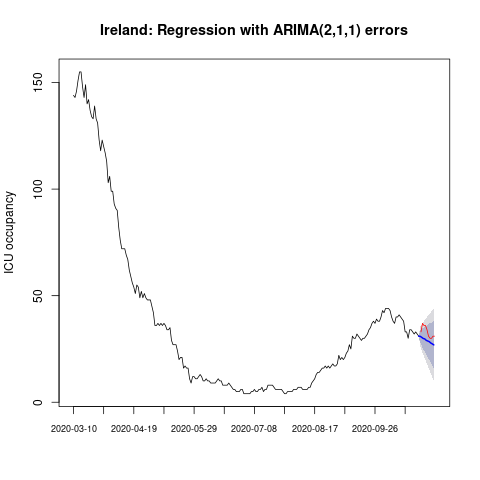 Ireland: Regression with ARIMA(2,1,1) errors
ICU occupancy
150
100
50
0
2020-03-10 2020-04-19 2020-05-29 2020-07-08 2020-08-17 2020-09-26